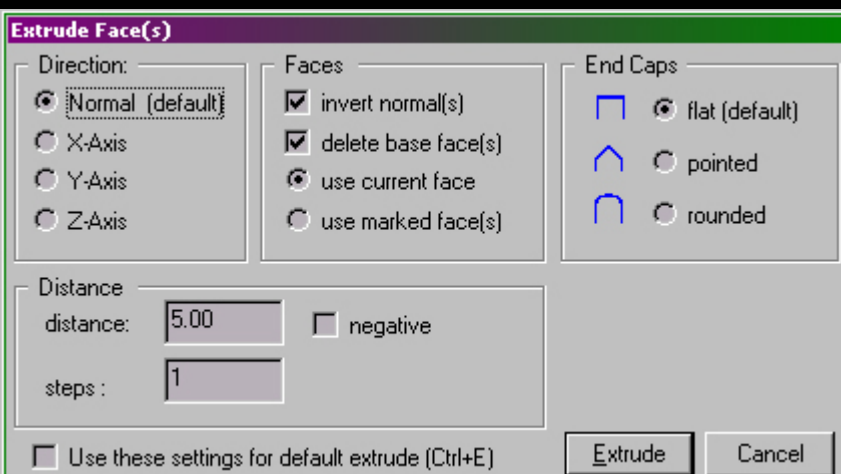 Extrude Face(s)
Direction:
Normal (default)
X-Axis
Y-Axis
Z-Axis
Faces
invert normal(s)
delete base face(s)
use current face
use marked face(s)
End Caps
flat (default)
pointed
rounded
Distance
distance: 5.00 negative
steps : 1
Use these settings for default extrude (Ctrl+E)
Extrude Cancel